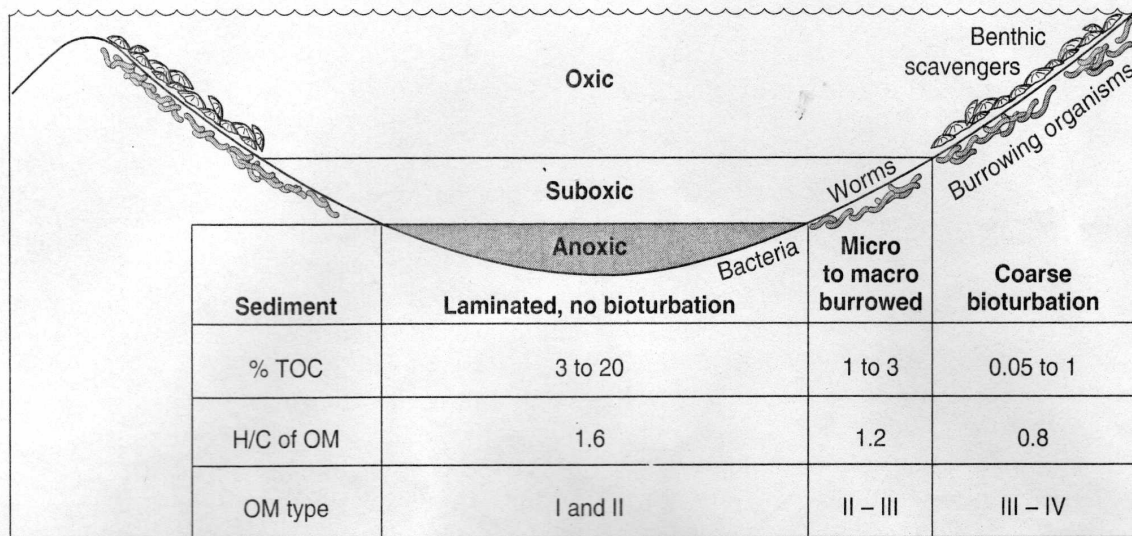 Benthic
scavengers
Oxic
Burrowing organisms
Suboxic
Worms
Anoxic
Bacteria
Sediment
Laminated, no bioturbation
Micro
to macro
burrowed
Coarse
bioturbation
% TOC
3 to 20
1 to 3
0.05 to 1
H/C of OM
1.6
1.2
0.8
OM type
I and II
II – III
III – IV